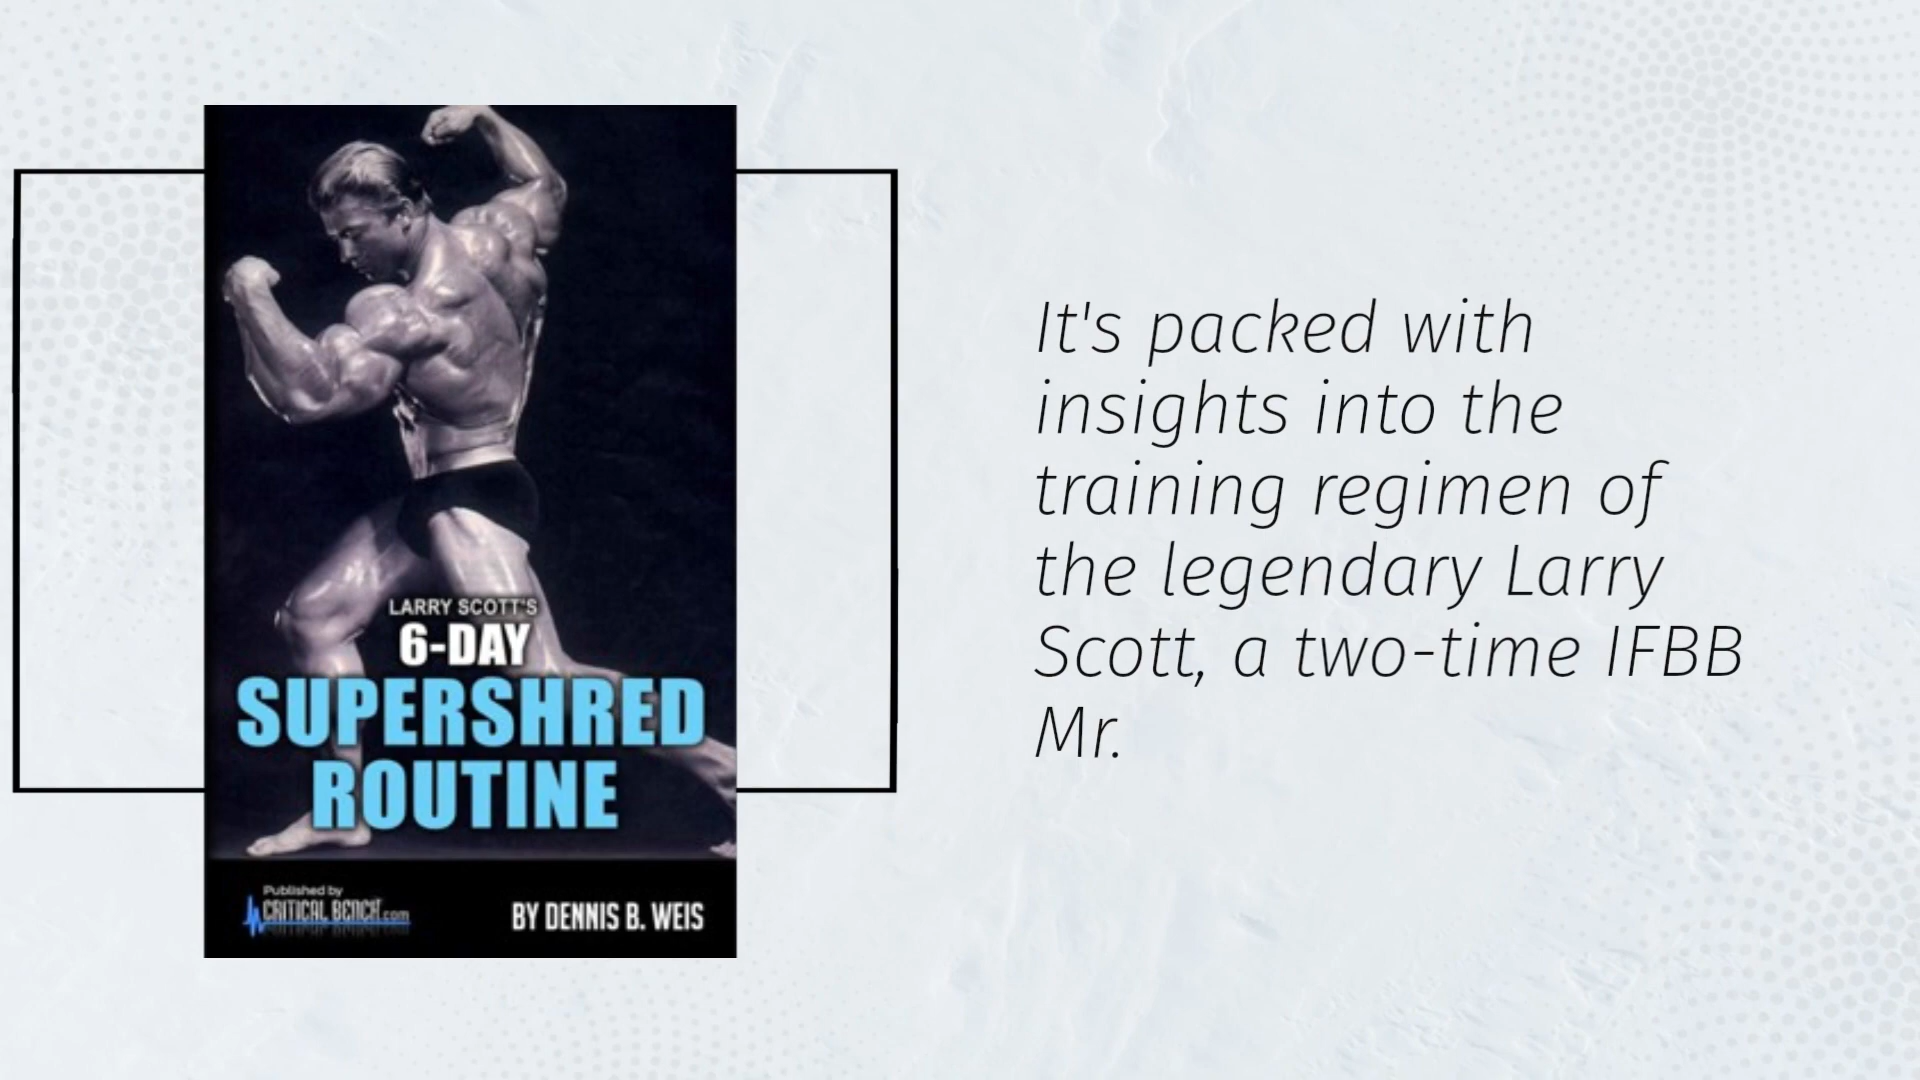 LARRY SCOTT'S
6-DAY
SUPERSHRED
ROUTINE
Published by
CRITICAL BENCH.com
BY DENNIS B. WEIS
It's packed with
insights into the
training regimen of
the legendary Larry
Scott, a two-time IFBB
Mr.